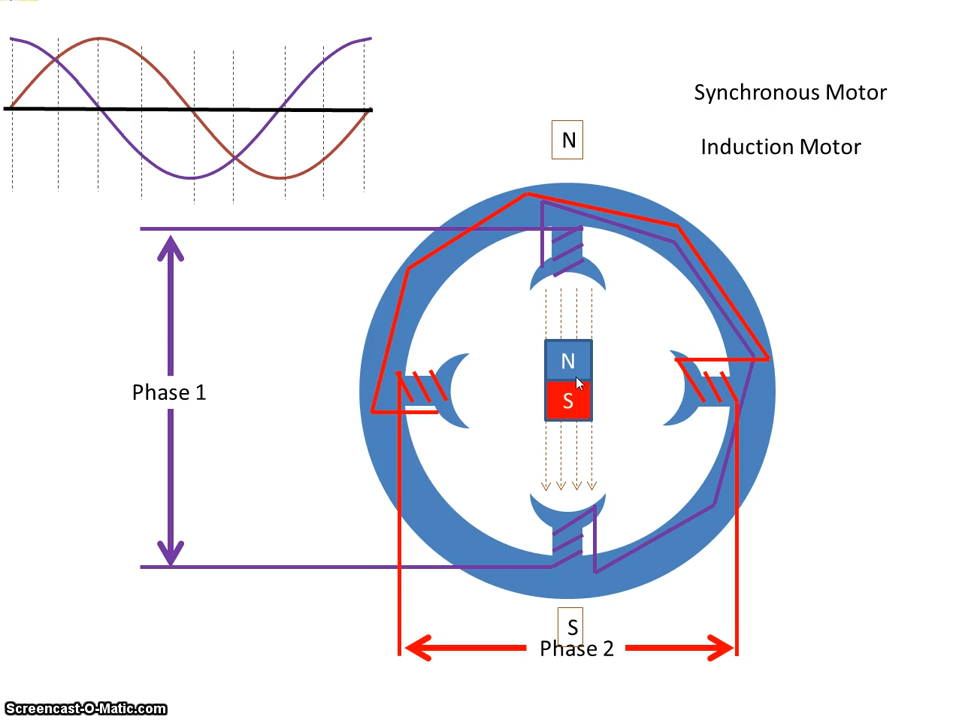 Synchronous Motor
Induction Motor
N
N
S
Phase 1
S
Phase 2
Screencast-O-Matic.com